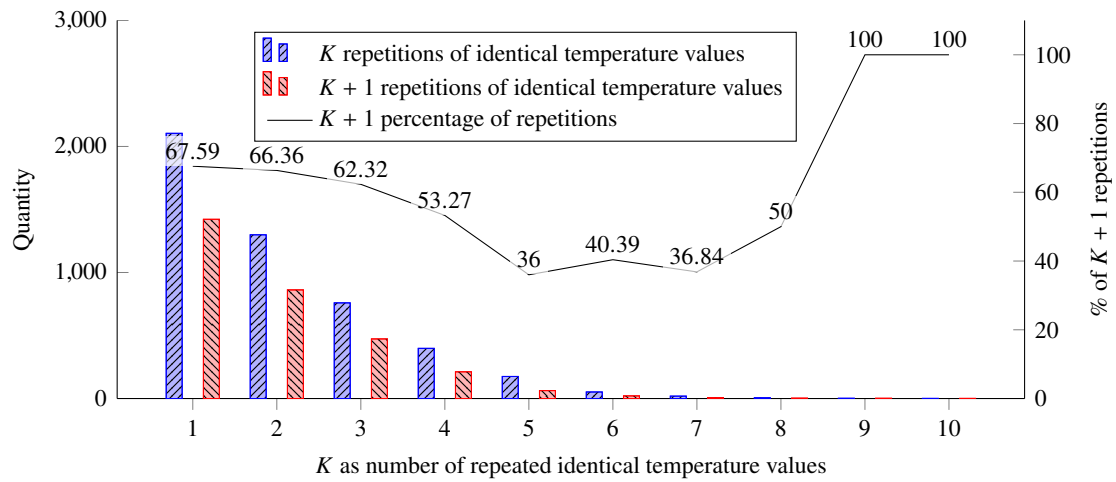 3,000
2,000
1,000
0
Quantity
K repetitions of identical temperature values
K + 1 repetitions of identical temperature values
K + 1 percentage of repetitions
67.59
66.36
62.32
53.27
36
40.39
36.84
50
100
100
100
80
60
40
20
0
% of K + 1 repetitions
1 2 3 4 5 6 7 8 9 10
K as number of repeated identical temperature values